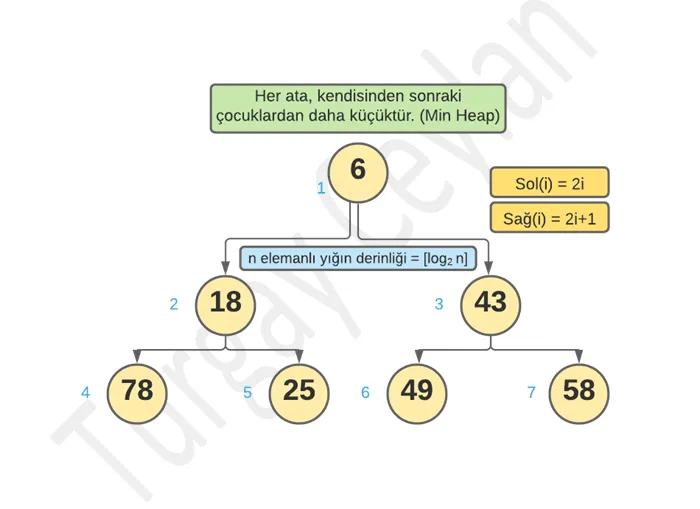 Her ata, kendisinden sonraki
çocuklardan daha küçüktür. (Min Heap)
6
1
Sol(i) = 2i
Sağ(i) = 2i+1
n elemanlı yığın derinliği = [log₂ n]
2
18
3
43
4
78
5
25
6
49
7
58
Turgay Ceylan